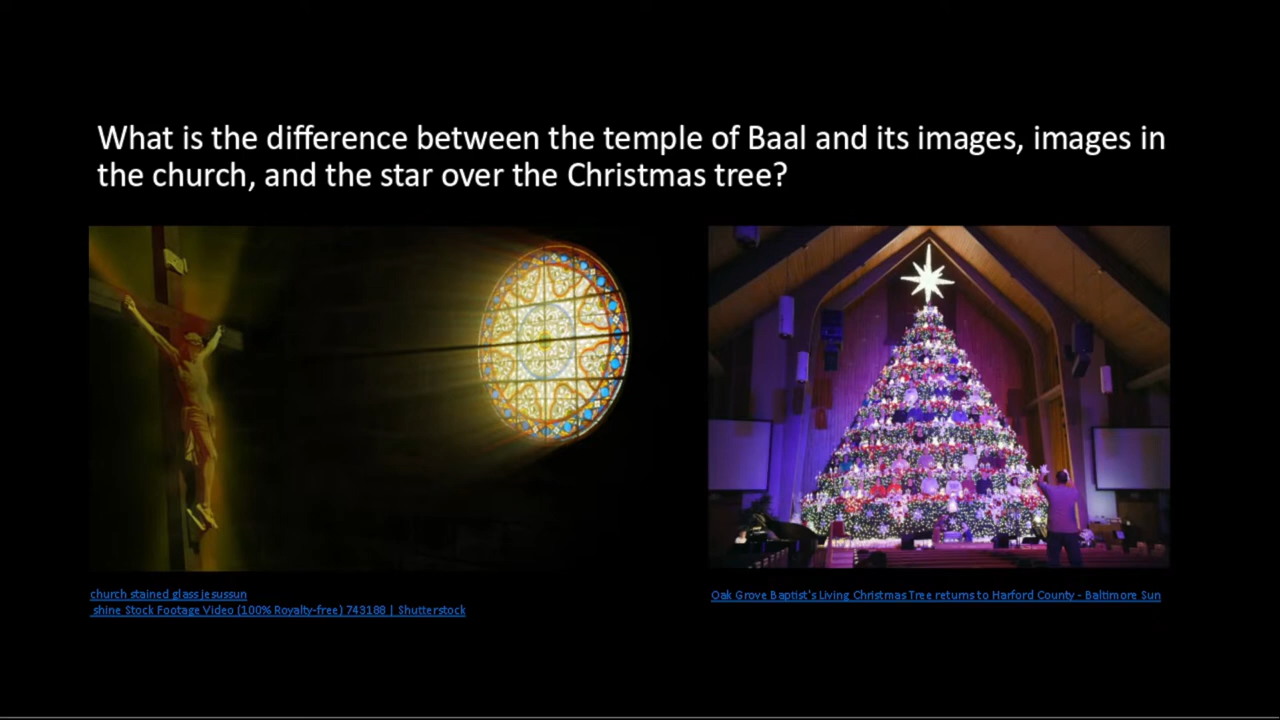 What is the difference between the temple of Baal and its images, images in
the church, and the star over the Christmas tree?
church stained glass jesussun
shine Stock Footage Video (100% Royalty-free) 743188 | Shutterstock
Oak Grove Baptist's Living Christmas Tree returns to Harford County - Baltimore Sun